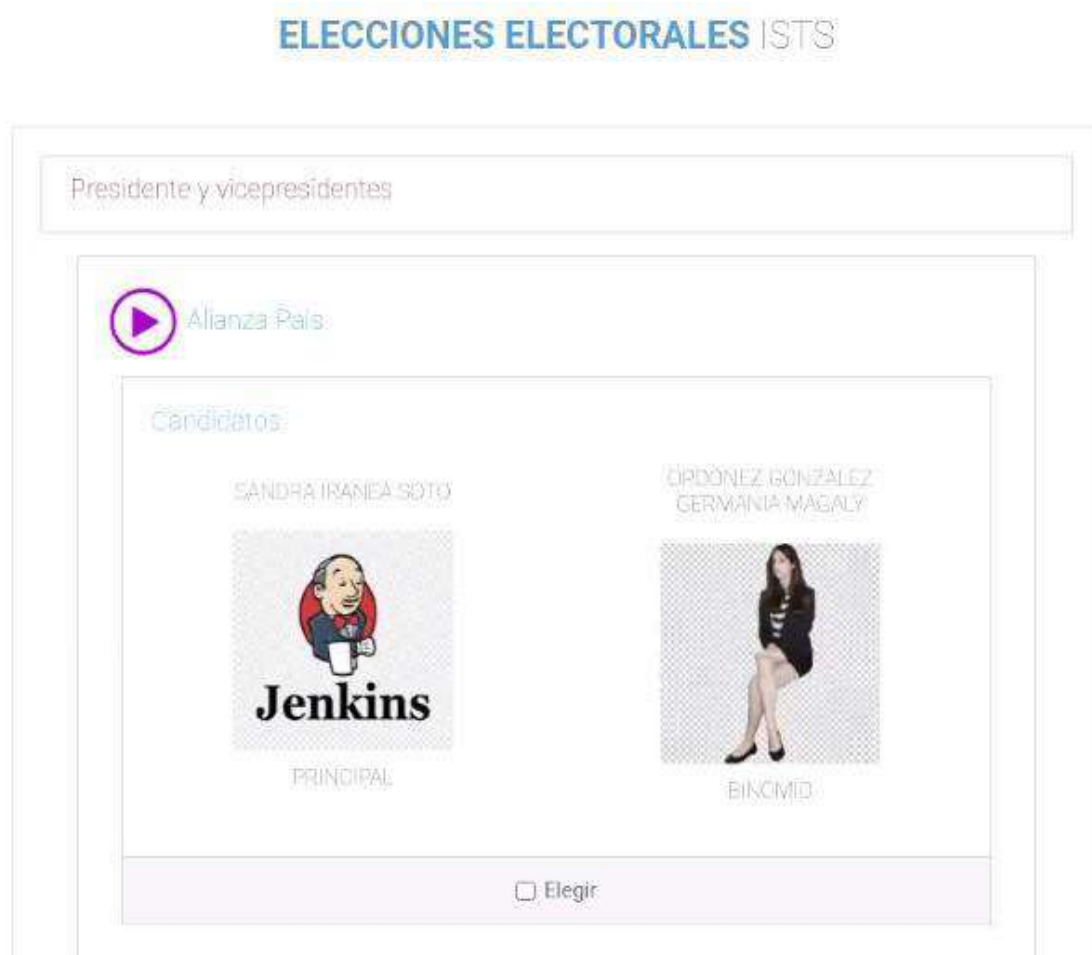 ELECCIONES ELECTORALES ISTS
Presidente y vicepresidentes
Alianza País
Candidatos
SANDRA IRANEA SOTO
ORDOÑEZ GONZALEZ
GERMANIA MAGALY
Jenkins
PRINCIPAL
BINOMIO
Elegir